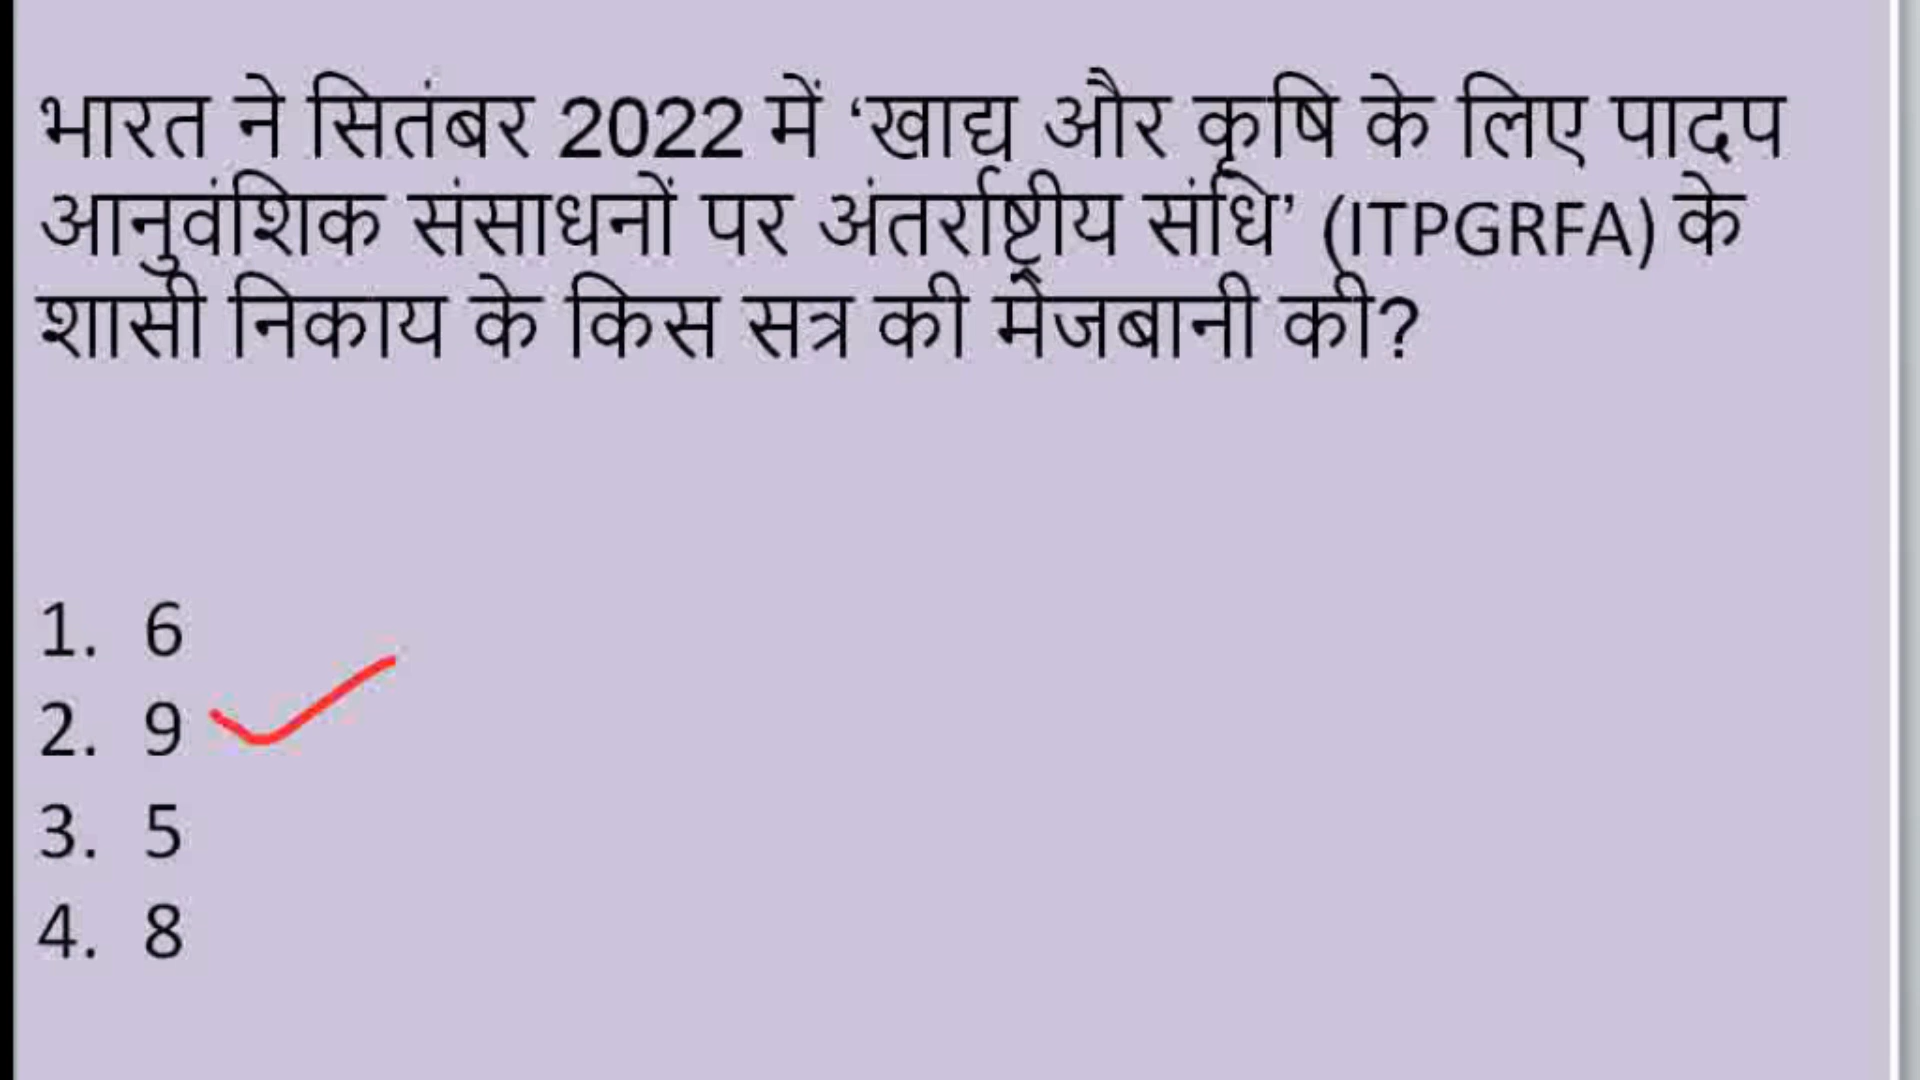 भारत ने सितंबर 2022 में ‘खाद्य और कृषि के लिए पादप
आनुवंशिक संसाधनों पर अंतर्राष्ट्रीय संधि’ (ITPGRFA) के
शासी निकाय के किस सत्र की मेजबानी की?
1. 6
2. 9
3. 5
4. 8